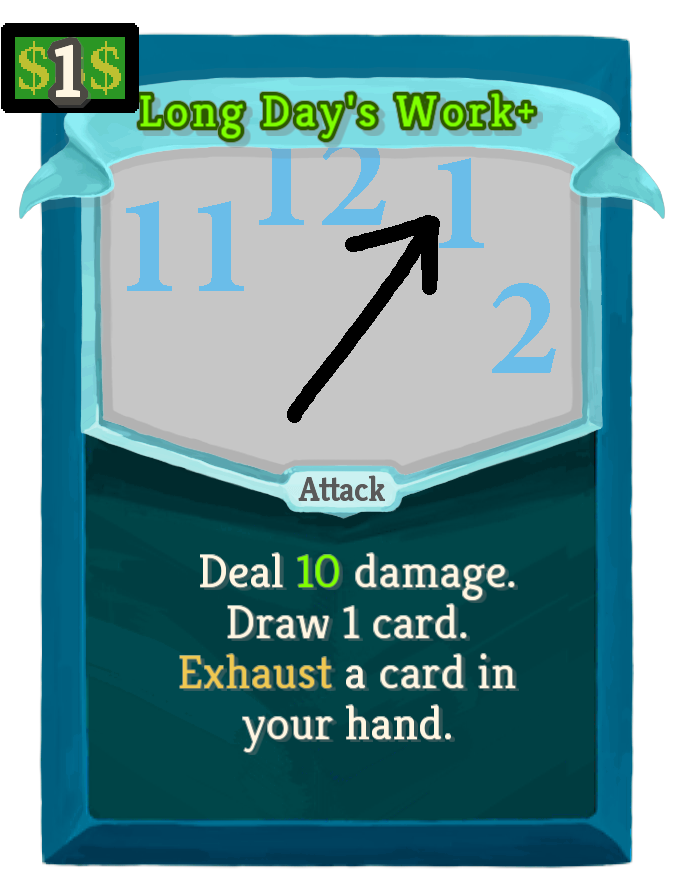 $1$
Long Day's Work+
11 12 1
2
Attack
Deal 10 damage.
Draw 1 card.
Exhaust a card in
your hand.